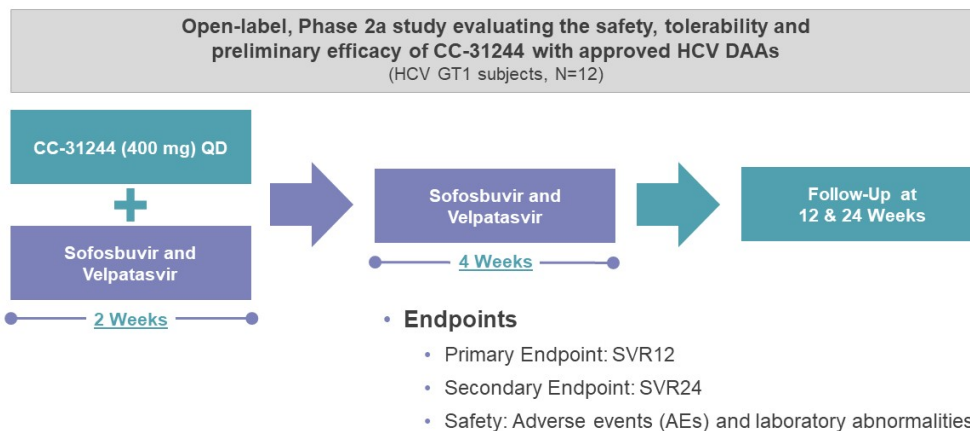 Open-label, Phase 2a study evaluating the safety, tolerability and
preliminary efficacy of CC-31244 with approved HCV DAAs
(HCV GT1 subjects, N=12)
CC-31244 (400 mg) QD
+
Sofosbuvir and
Velpatasvir
2 Weeks
Sofosbuvir and
Velpatasvir
4 Weeks
Follow-Up at
12 & 24 Weeks
• Endpoints
• Primary Endpoint: SVR12
• Secondary Endpoint: SVR24
• Safety: Adverse events (AEs) and laboratory abnormalities